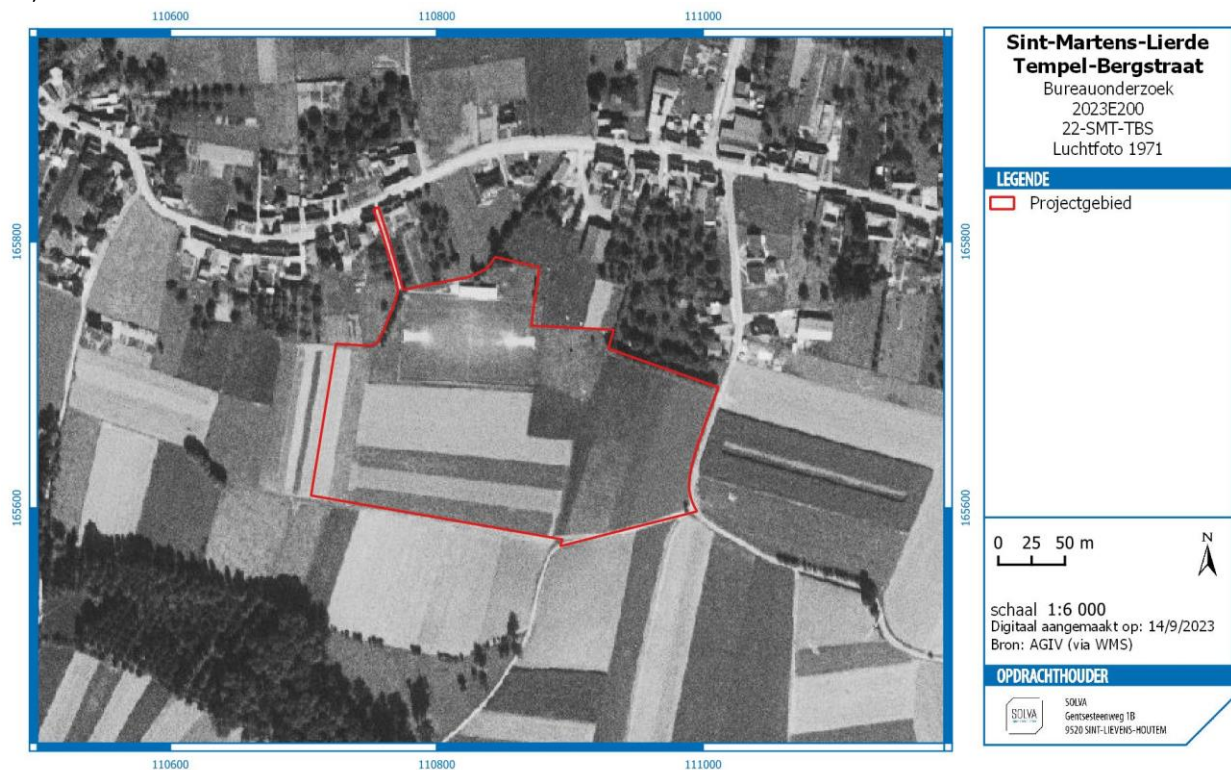 110600
110800
111000
165800
165600
165800
165600
110600
110800
111000
Sint-Martens-Lierde
Tempel-Bergstraat
Bureauonderzoek
2023E200
22-SMT-TBS
Luchtfoto 1971
LEGENDE
Projectgebied
0 25 50 m
N
schaal 1:6 000
Digitaal aangemaakt op: 14/9/2023
Bron: AGIV (via WMS)
OPDRACHTHOUDER
SOLVA
SOLVA
Gentsesteenweg 1B
9520 SINT-LIEVENS-HOUTEM